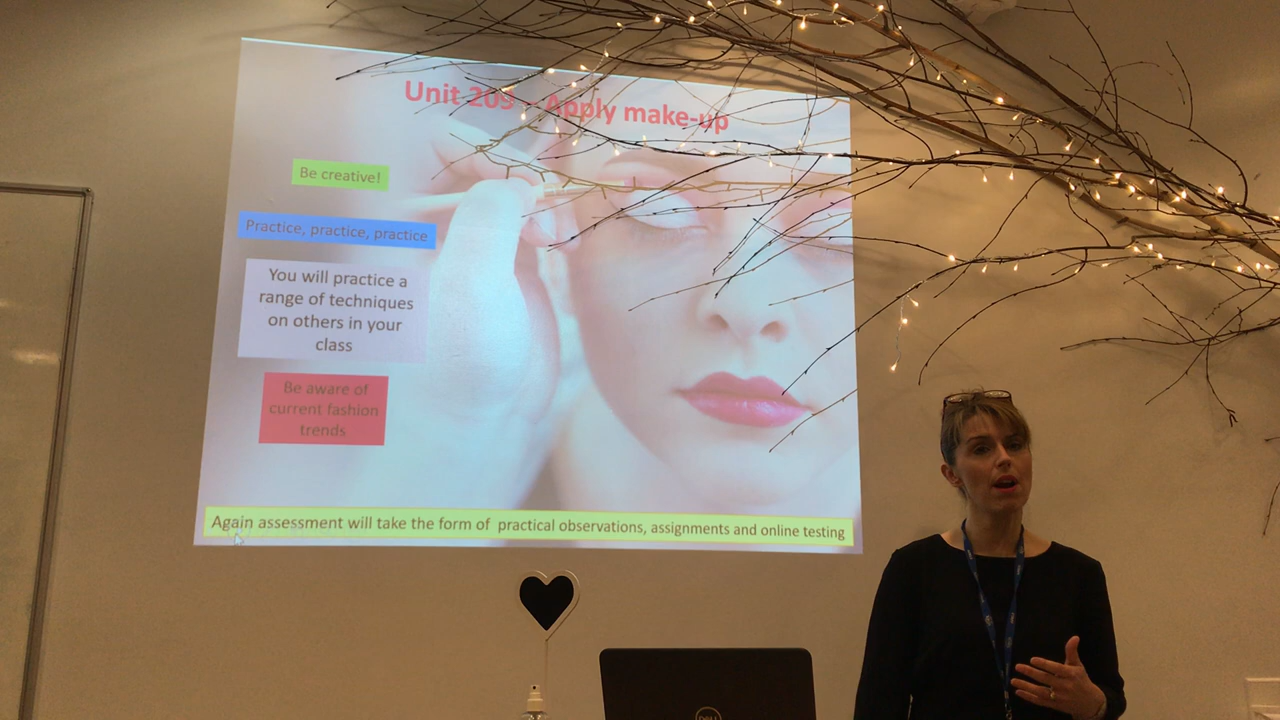 Unit 209 – Apply make-up
Be creative!
Practice, practice, practice
You will practice a
range of techniques
on others in your
class
Be aware of
current fashion
trends
Again assessment will take the form of practical observations, assignments and online testing
DELL